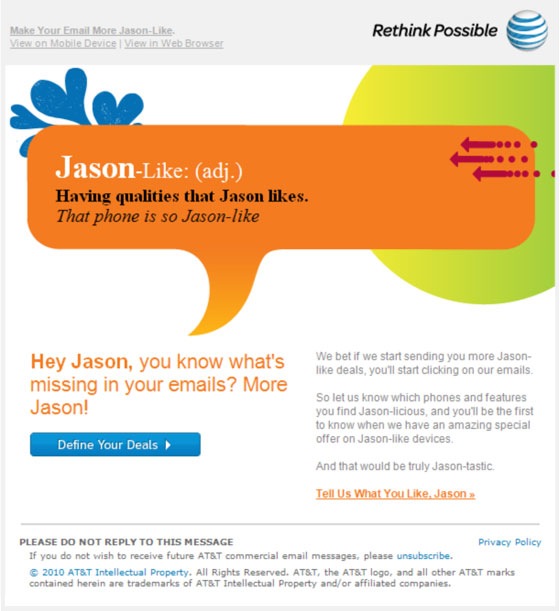 Make Your Email More Jason-Like.
View on Mobile Device | View in Web Browser
Rethink Possible
Jason-Like: (adj.)
Having qualities that Jason likes.
That phone is so Jason-like
Hey Jason, you know what's
missing in your emails? More
Jason!
Define Your Deals
We bet if we start sending you more Jason-
like deals, you'll start clicking on our emails.
So let us know which phones and features
you find Jason-licious, and you'll be the first
to know when we have an amazing special
offer on Jason-like devices.
And that would be truly Jason-tastic.
Tell Us What You Like, Jason »
PLEASE DO NOT REPLY TO THIS MESSAGE
Privacy Policy
If you do not wish to receive future AT&T commercial email messages, please unsubscribe.
© 2010 AT&T Intellectual Property. All Rights Reserved. AT&T, the AT&T logo, and all other AT&T marks
contained herein are trademarks of AT&T Intellectual Property and/or affiliated companies.